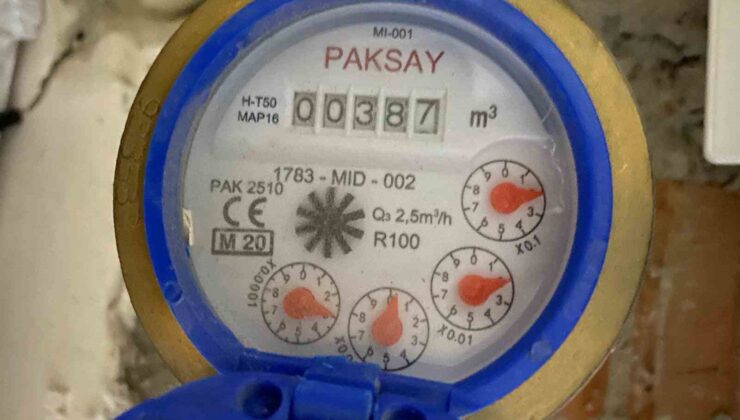 MI-001
PAKSAY
H-T50
MAP16
00387 m³
1783 - MID - 002
PAK 2510
CE
M 20
Q₃ 2,5m³/h
R100
X0.1
X0.01
X0.0001